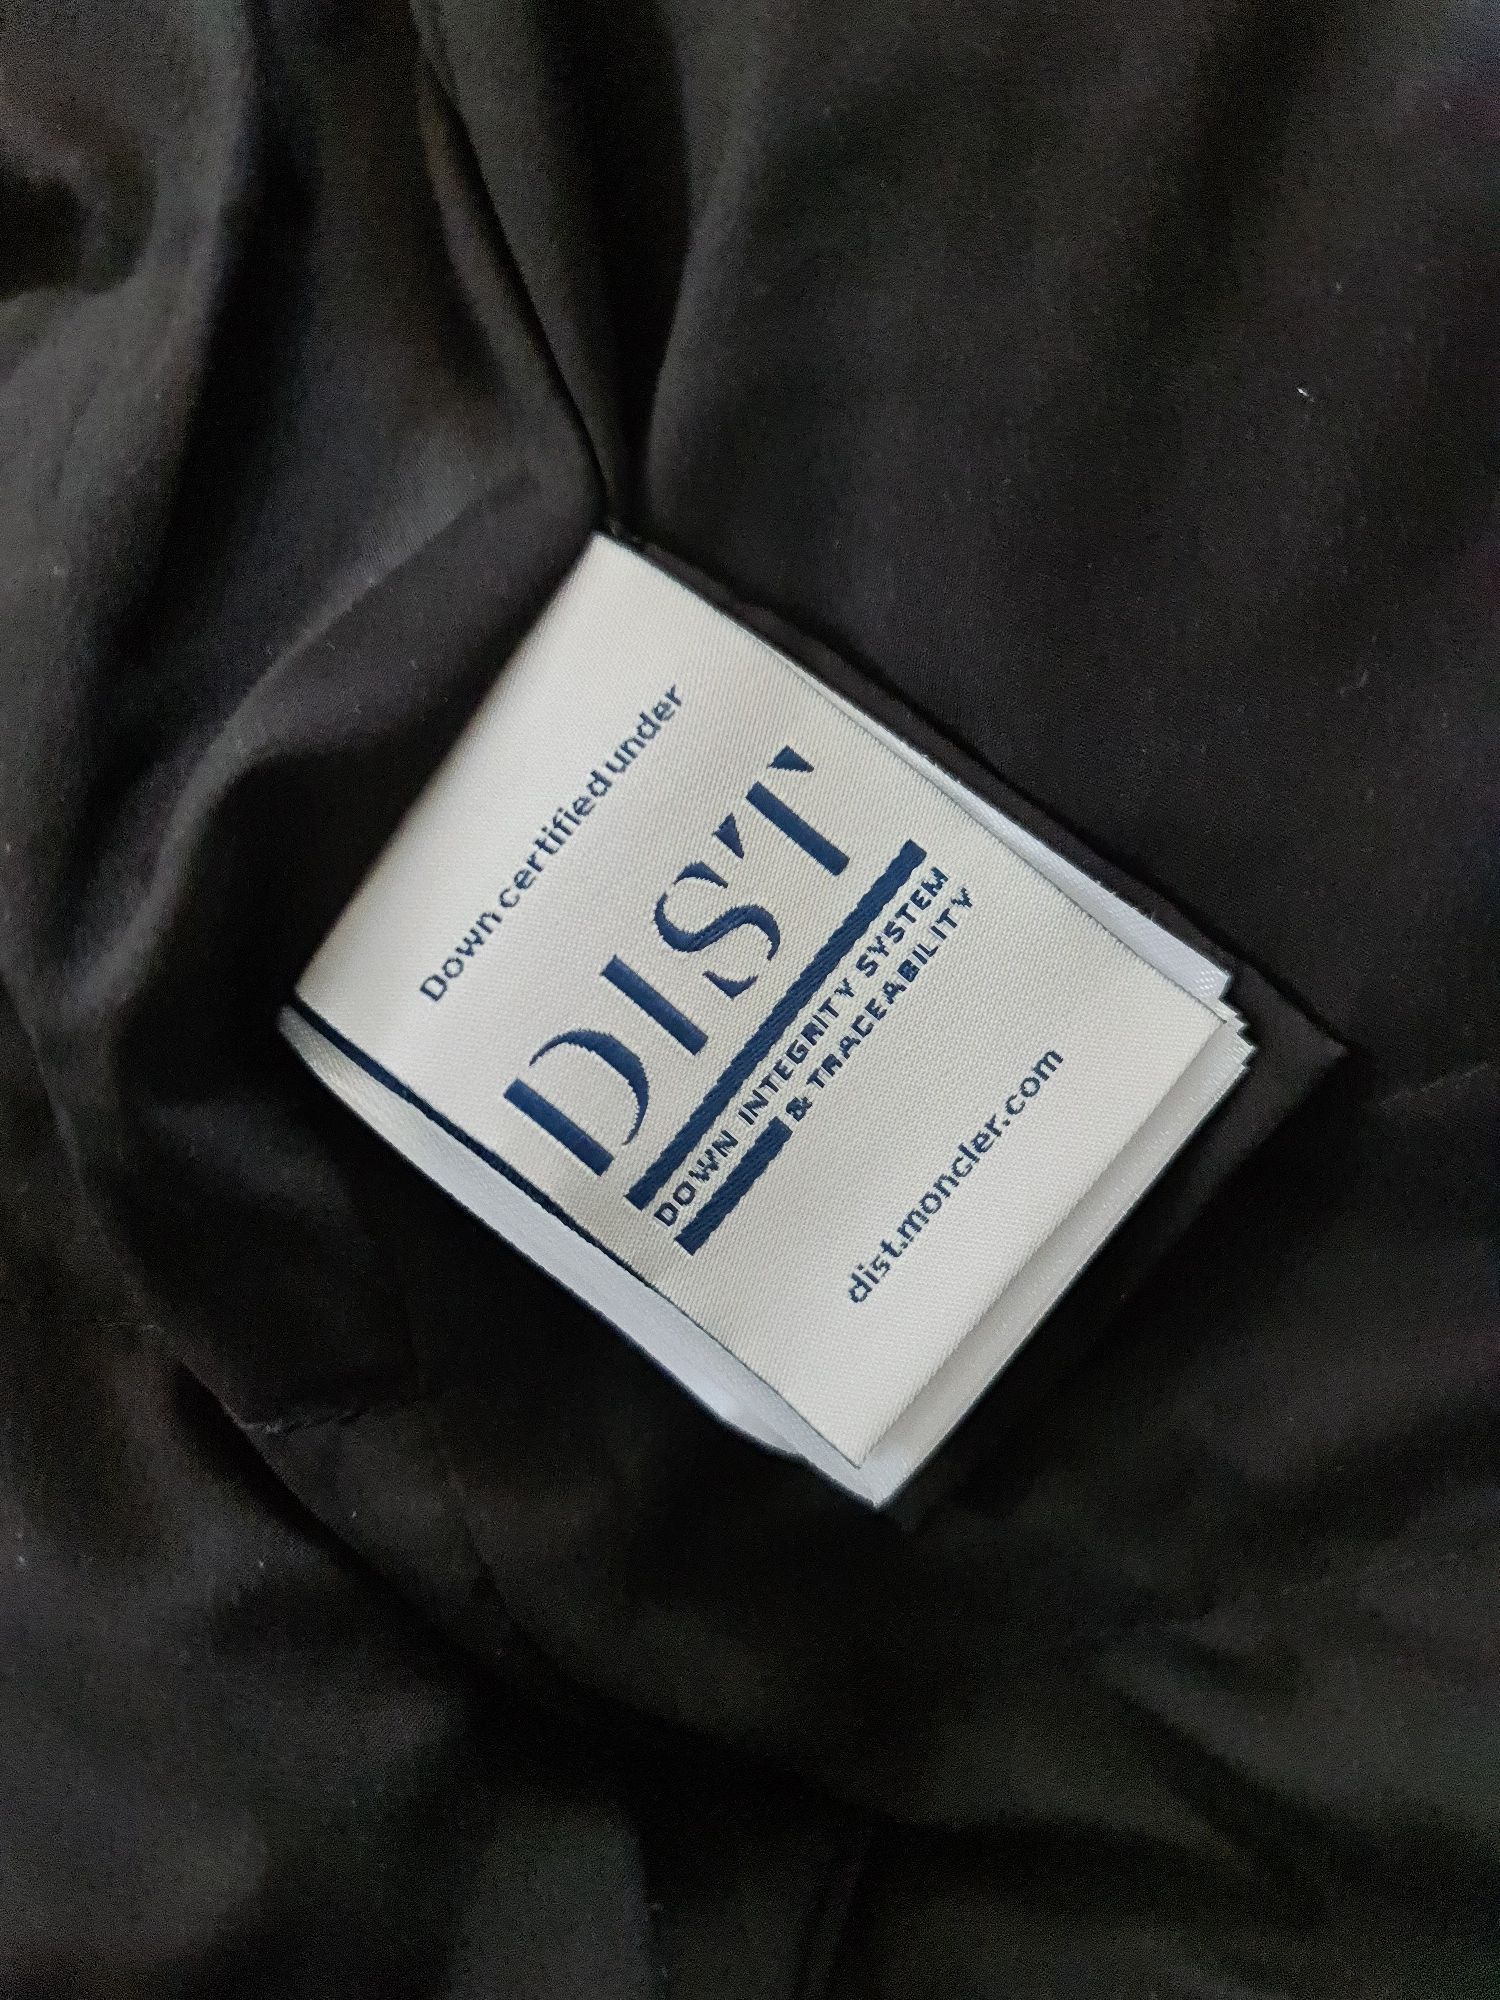 Down certified under
DIST
DOWN INTEGRITY SYSTEM
& TRACEABILITY
dist.moncler.com